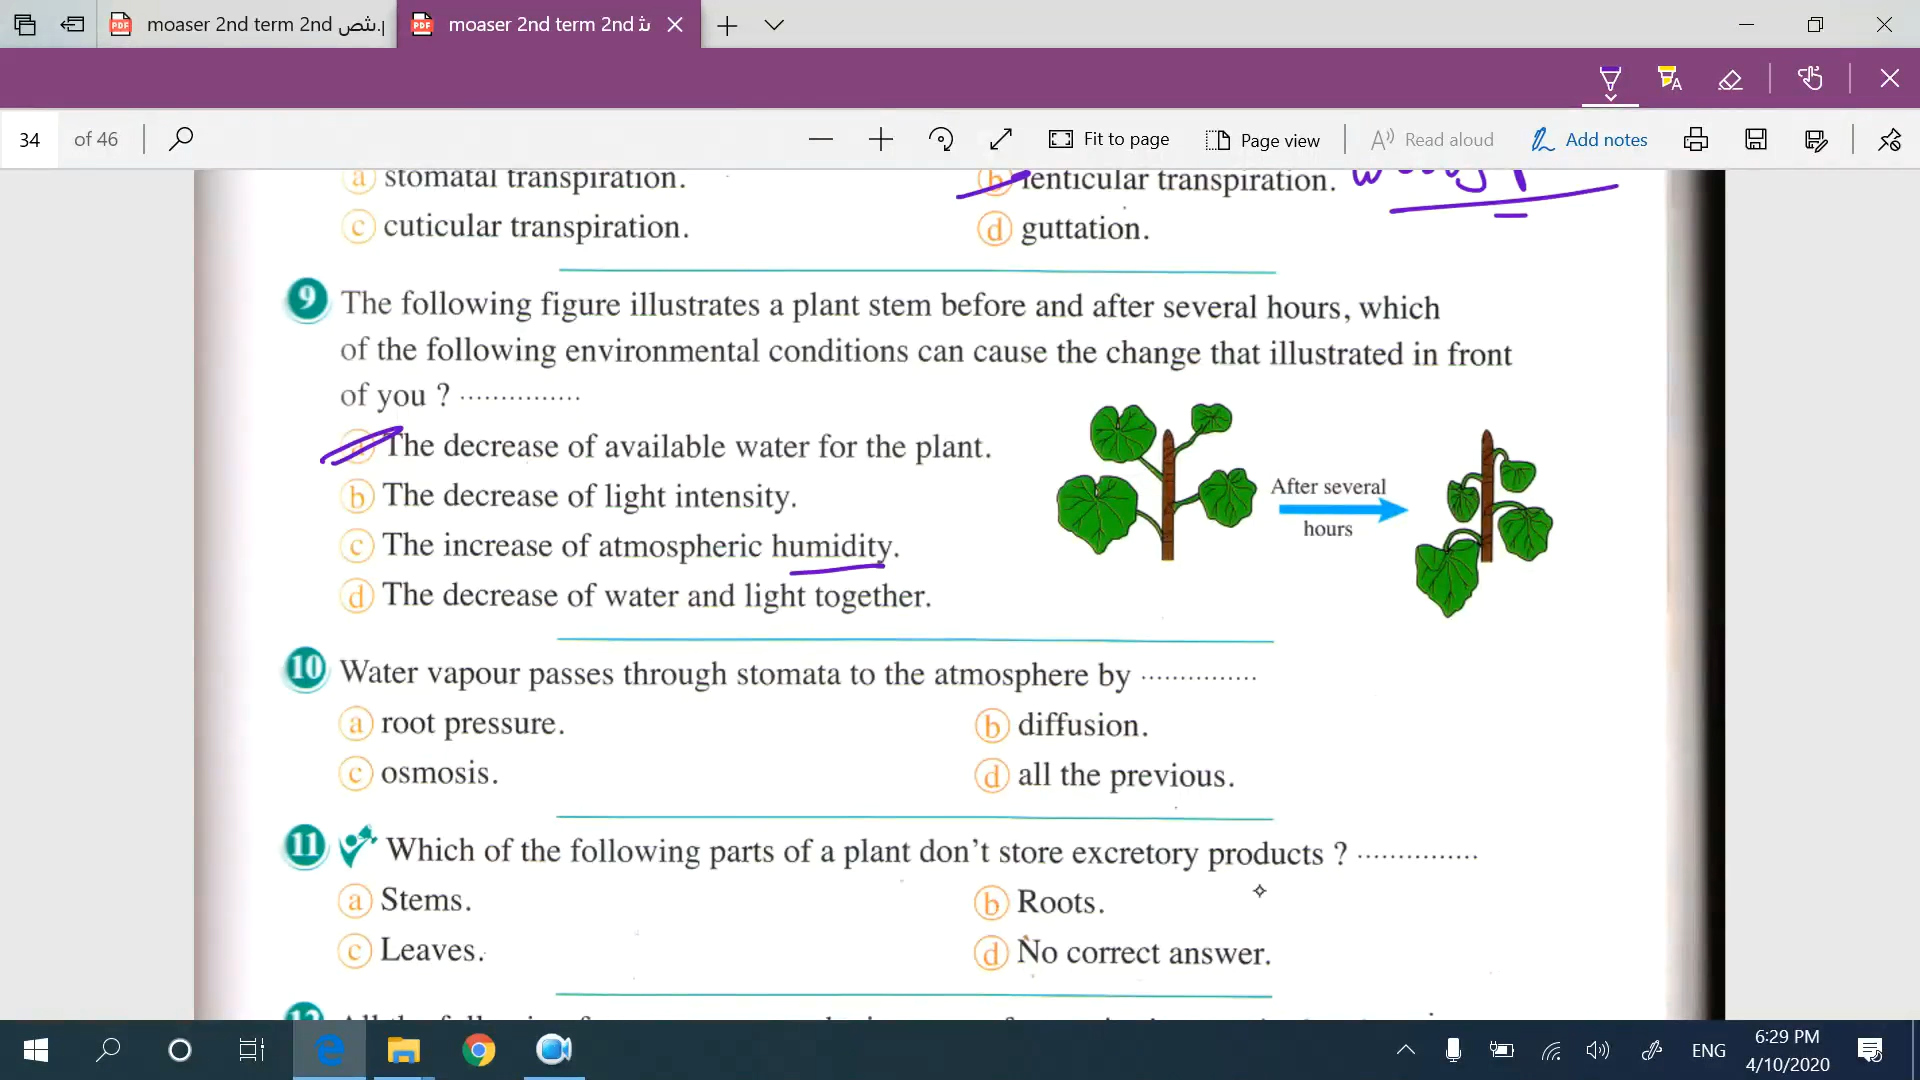 moaser 2nd term 2nd
moaser 2nd term 2nd
34 of 46
Fit to page
Page view
Read aloud
Add notes
a stomatal transpiration.
b lenticular transpiration.
c cuticular transpiration.
d guttation.
9 The following figure illustrates a plant stem before and after several hours, which
of the following environmental conditions can cause the change that illustrated in front
of you ? ...............
a The decrease of available water for the plant.
b The decrease of light intensity.
c The increase of atmospheric humidity.
d The decrease of water and light together.
After several
hours
10 Water vapour passes through stomata to the atmosphere by ...............
a root pressure.
b diffusion.
c osmosis.
d all the previous.
11 Which of the following parts of a plant don't store excretory products ? ...............
a Stems.
b Roots.
c Leaves.
d No correct answer.
ENG
6:29 PM
4/10/2020